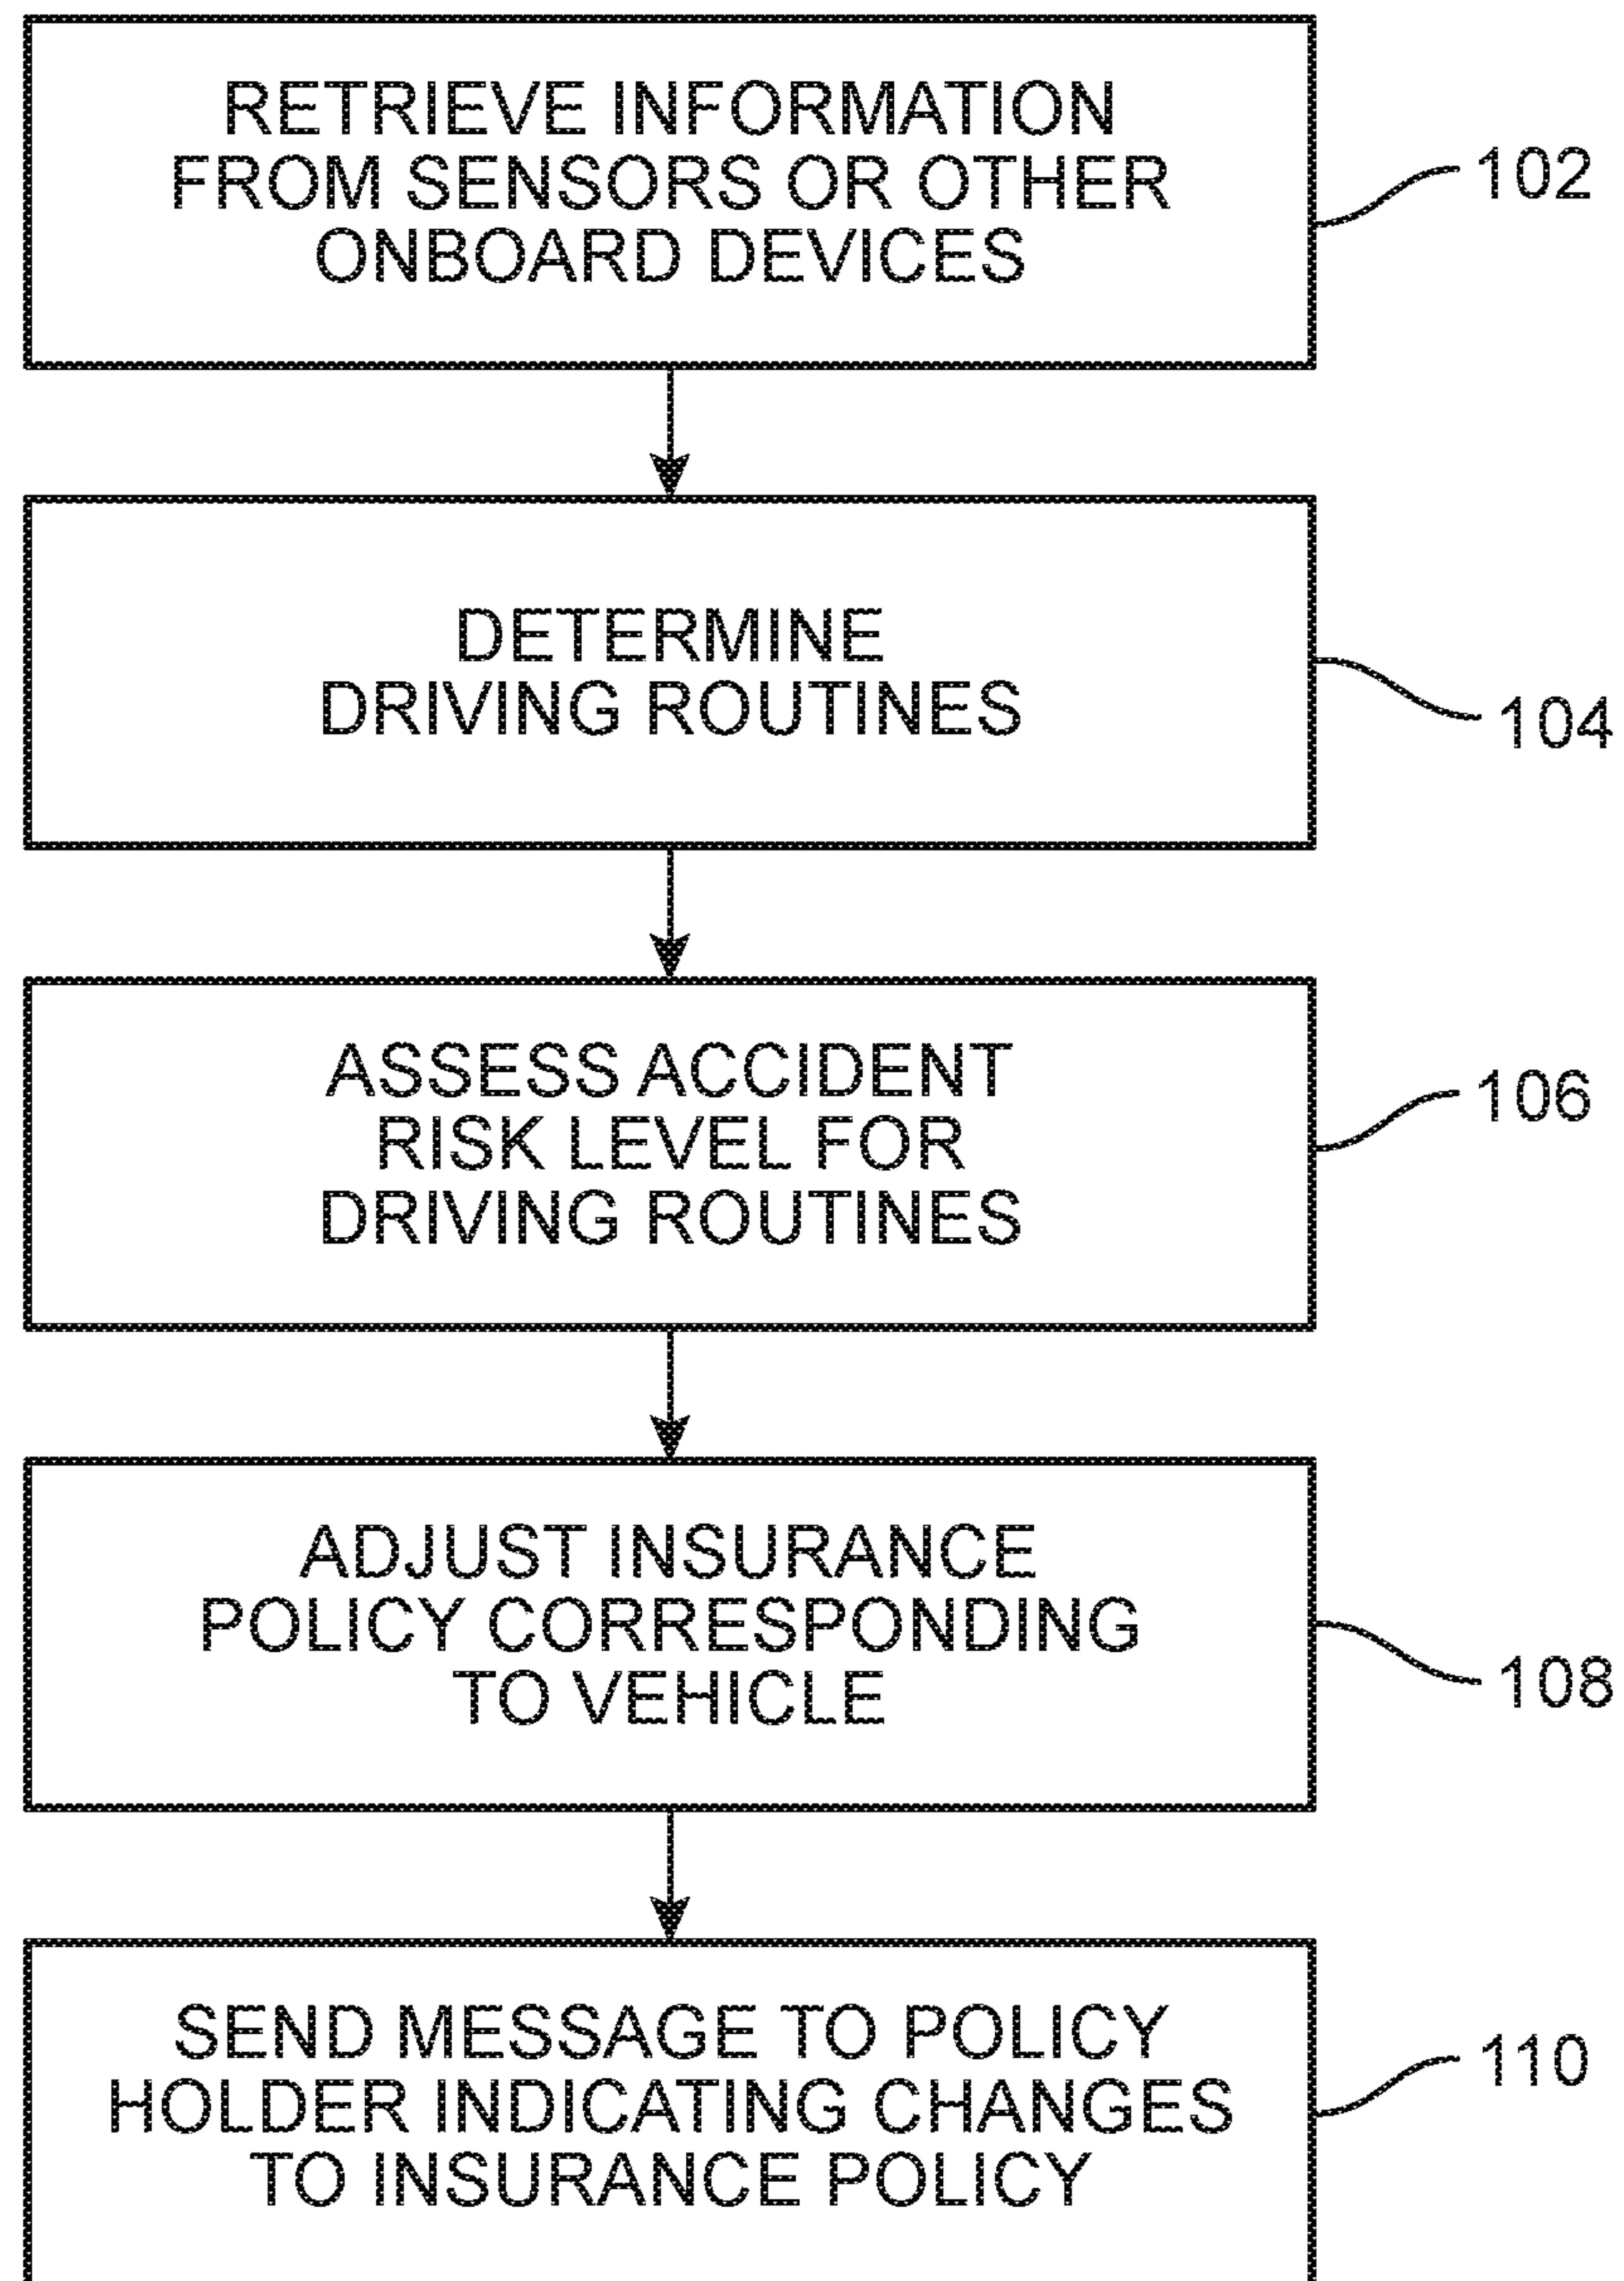 RETRIEVE INFORMATION
FROM SENSORS OR OTHER
ONBOARD DEVICES
102
DETERMINE
DRIVING ROUTINES
104
ASSESS ACCIDENT
RISK LEVEL FOR
DRIVING ROUTINES
106
ADJUST INSURANCE
POLICY CORRESPONDING
TO VEHICLE
108
SEND MESSAGE TO POLICY
HOLDER INDICATING CHANGES
TO INSURANCE POLICY
110